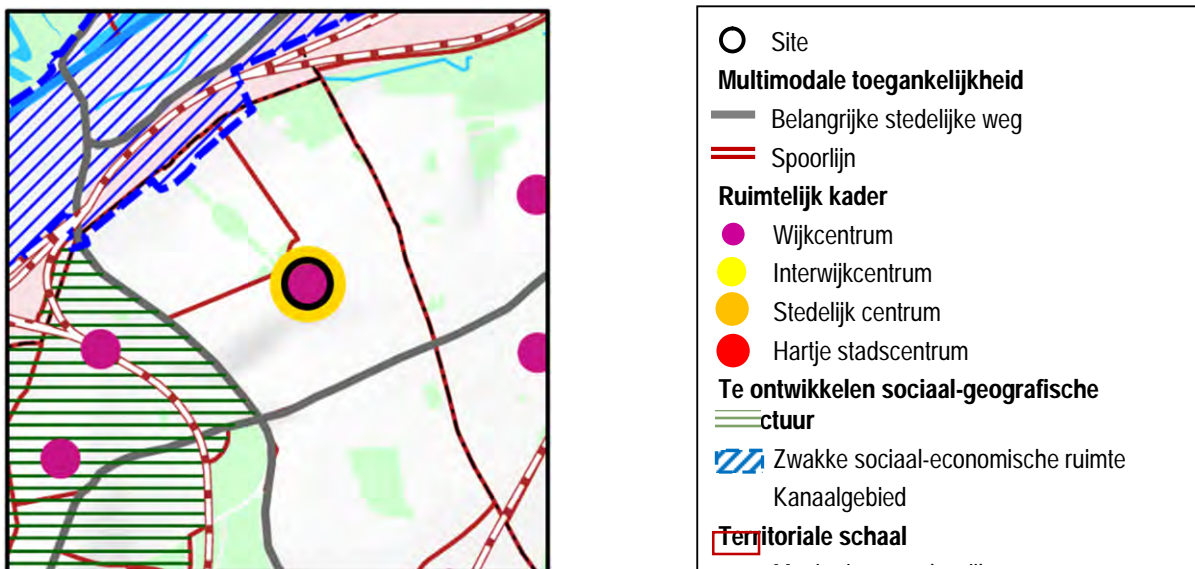 Site
Multimodale toegankelijkheid
Belangrijke stedelijke weg
Spoorlijn
Ruimtelijk kader
Wijkcentrum
Interwijkcentrum
Stedelijk centrum
Hartje stadscentrum
Te ontwikkelen sociaal-geografische
ctuur
Zwakke sociaal-economische ruimte
Kanaalgebied
Territoriale schaal